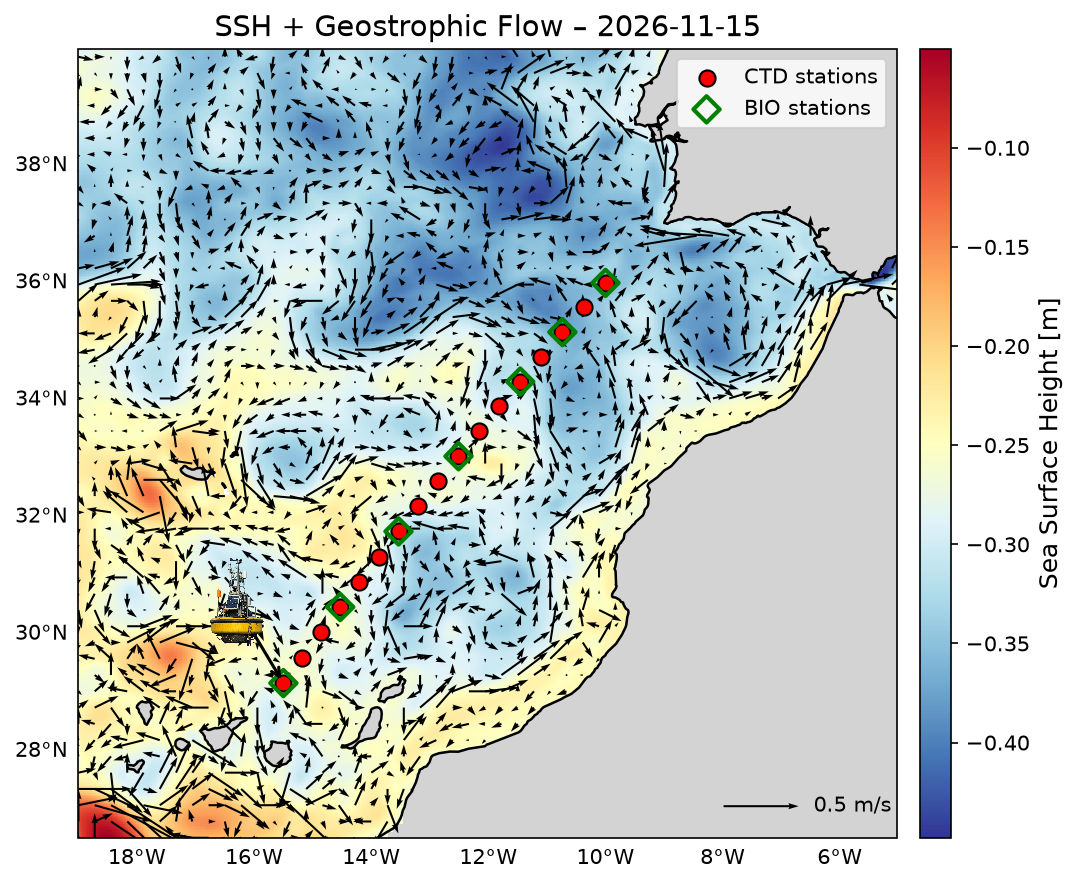 SSH + Geostrophic Flow – 2026-11-15
CTD stations
BIO stations
38°N
36°N
34°N
32°N
30°N
28°N
18°W
16°W
14°W
12°W
10°W
8°W
6°W
0.5 m/s
−0.10
−0.15
−0.20
−0.25
−0.30
−0.35
−0.40
Sea Surface Height [m]